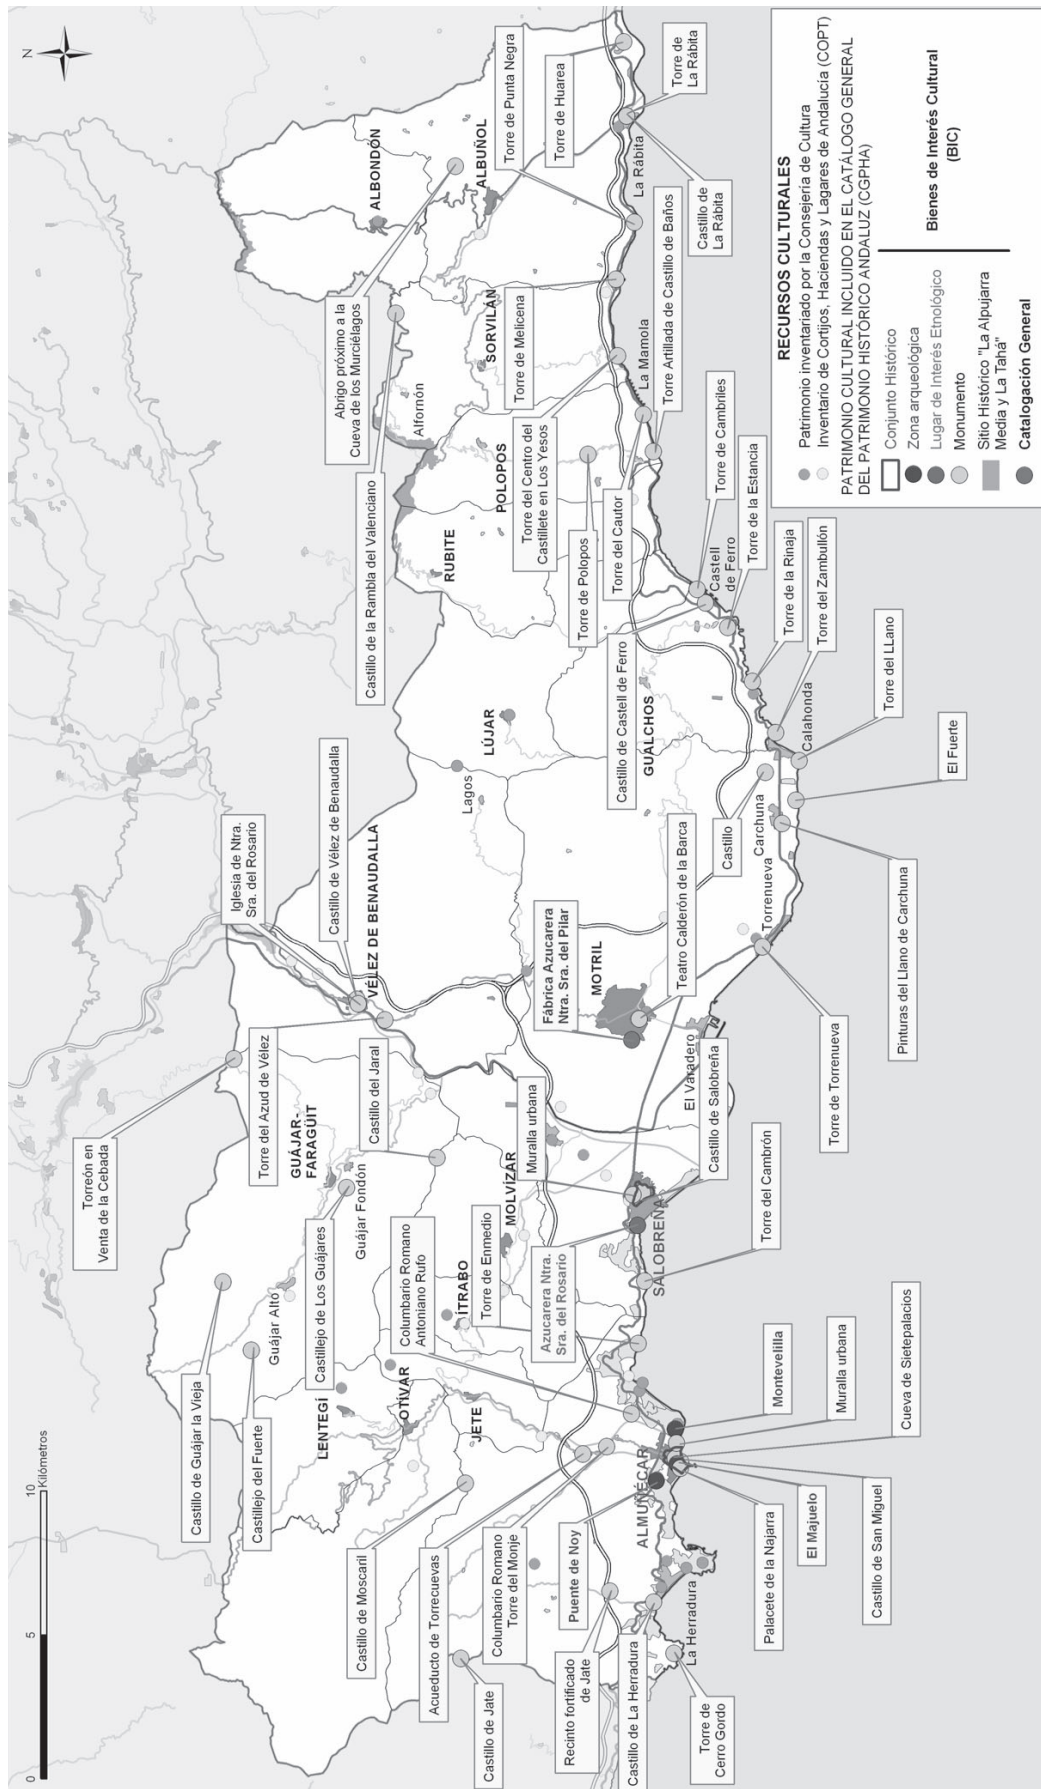 N
0
5
10
Kilómetros
Torreón en
Venta de la Cebada
Iglesia de Ntra.
Sra. del Rosario
Castillo de Vélez de Benaudalla
VÉLEZ DE BENAUDALLA
Torre del Azud de Vélez
Castillo del Jaral
Castillo de Guájar la Vieja
Castillejo del Fuerte
Guájar Alto
GUÁJAR-
FARAGÜIT
Guájar Fondón
Castillejo de Los Guájares
LENTEGÍ
OTÍVAR
JETE
ÍTRABO
MOLVÍZAR
Columbario Romano
Antoniano Rufo
Torre de Enmedio
Castillo de Moscaril
Acueducto de Torrecuevas
Castillo de Jate
Columbario Romano
Torre del Monje
Puente de Noy
Recinto fortificado
de Jate
Castillo de La Herradura
La Herradura
Torre de
Cerro Gordo
ALMUÑÉCAR
Palacete de la Najarra
El Majuelo
Castillo de San Miguel
Cueva de Sietepalacios
Muralla urbana
Montevelilla
Azucarera Ntra.
Sra. del Rosario
Muralla urbana
SALOBREÑA
Torre del Cambrón
Castillo de Salobreña
El Varadero
MOTRIL
Fábrica Azucarera
Ntra. Sra. del Pilar
Teatro Calderón de la Barca
Torre de Torrenueva
Torrenueva
Carchuna
Castillo
Pinturas del Llano de Carchuna
El Fuerte
Torre del LLano
Calahonda
Torre del Zambullón
Torre de la Rinaja
Lagos
LÚJAR
GUALCHOS
Castillo de Castell de Ferro
Castell
de Ferro
Torre de la Estancia
Torre de Cambriles
RUBITE
POLOPOS
Torre de Polopos
Torre del Cautor
Torre Artillada de Castillo de Baños
La Mamola
Torre del Centro del
Castillete en Los Yesos
Torre de Melicena
Alfornón
SORVILÁN
Castillo de la Rambla del Valenciano
Abrigo próximo a la
Cueva de los Murciélagos
ALBONDÓN
ALBUÑOL
Torre de Punta Negra
Torre de Huarea
La Rábita
Castillo de
La Rábita
Torre de
La Rábita
RECURSOS CULTURALES
Patrimonio inventariado por la Consejería de Cultura
Inventario de Cortijos, Haciendas y Lagares de Andalucía (COPT)
PATRIMONIO CULTURAL INCLUIDO EN EL CATÁLOGO GENERAL
DEL PATRIMONIO HISTÓRICO ANDALUZ (CGPHA)
Conjunto Histórico
Zona arqueológica
Lugar de Interés Etnológico
Monumento
Sitio Histórico "La Alpujarra
Media y La Tahá"
Bienes de Interés Cultural
(BIC)
Catalogación General